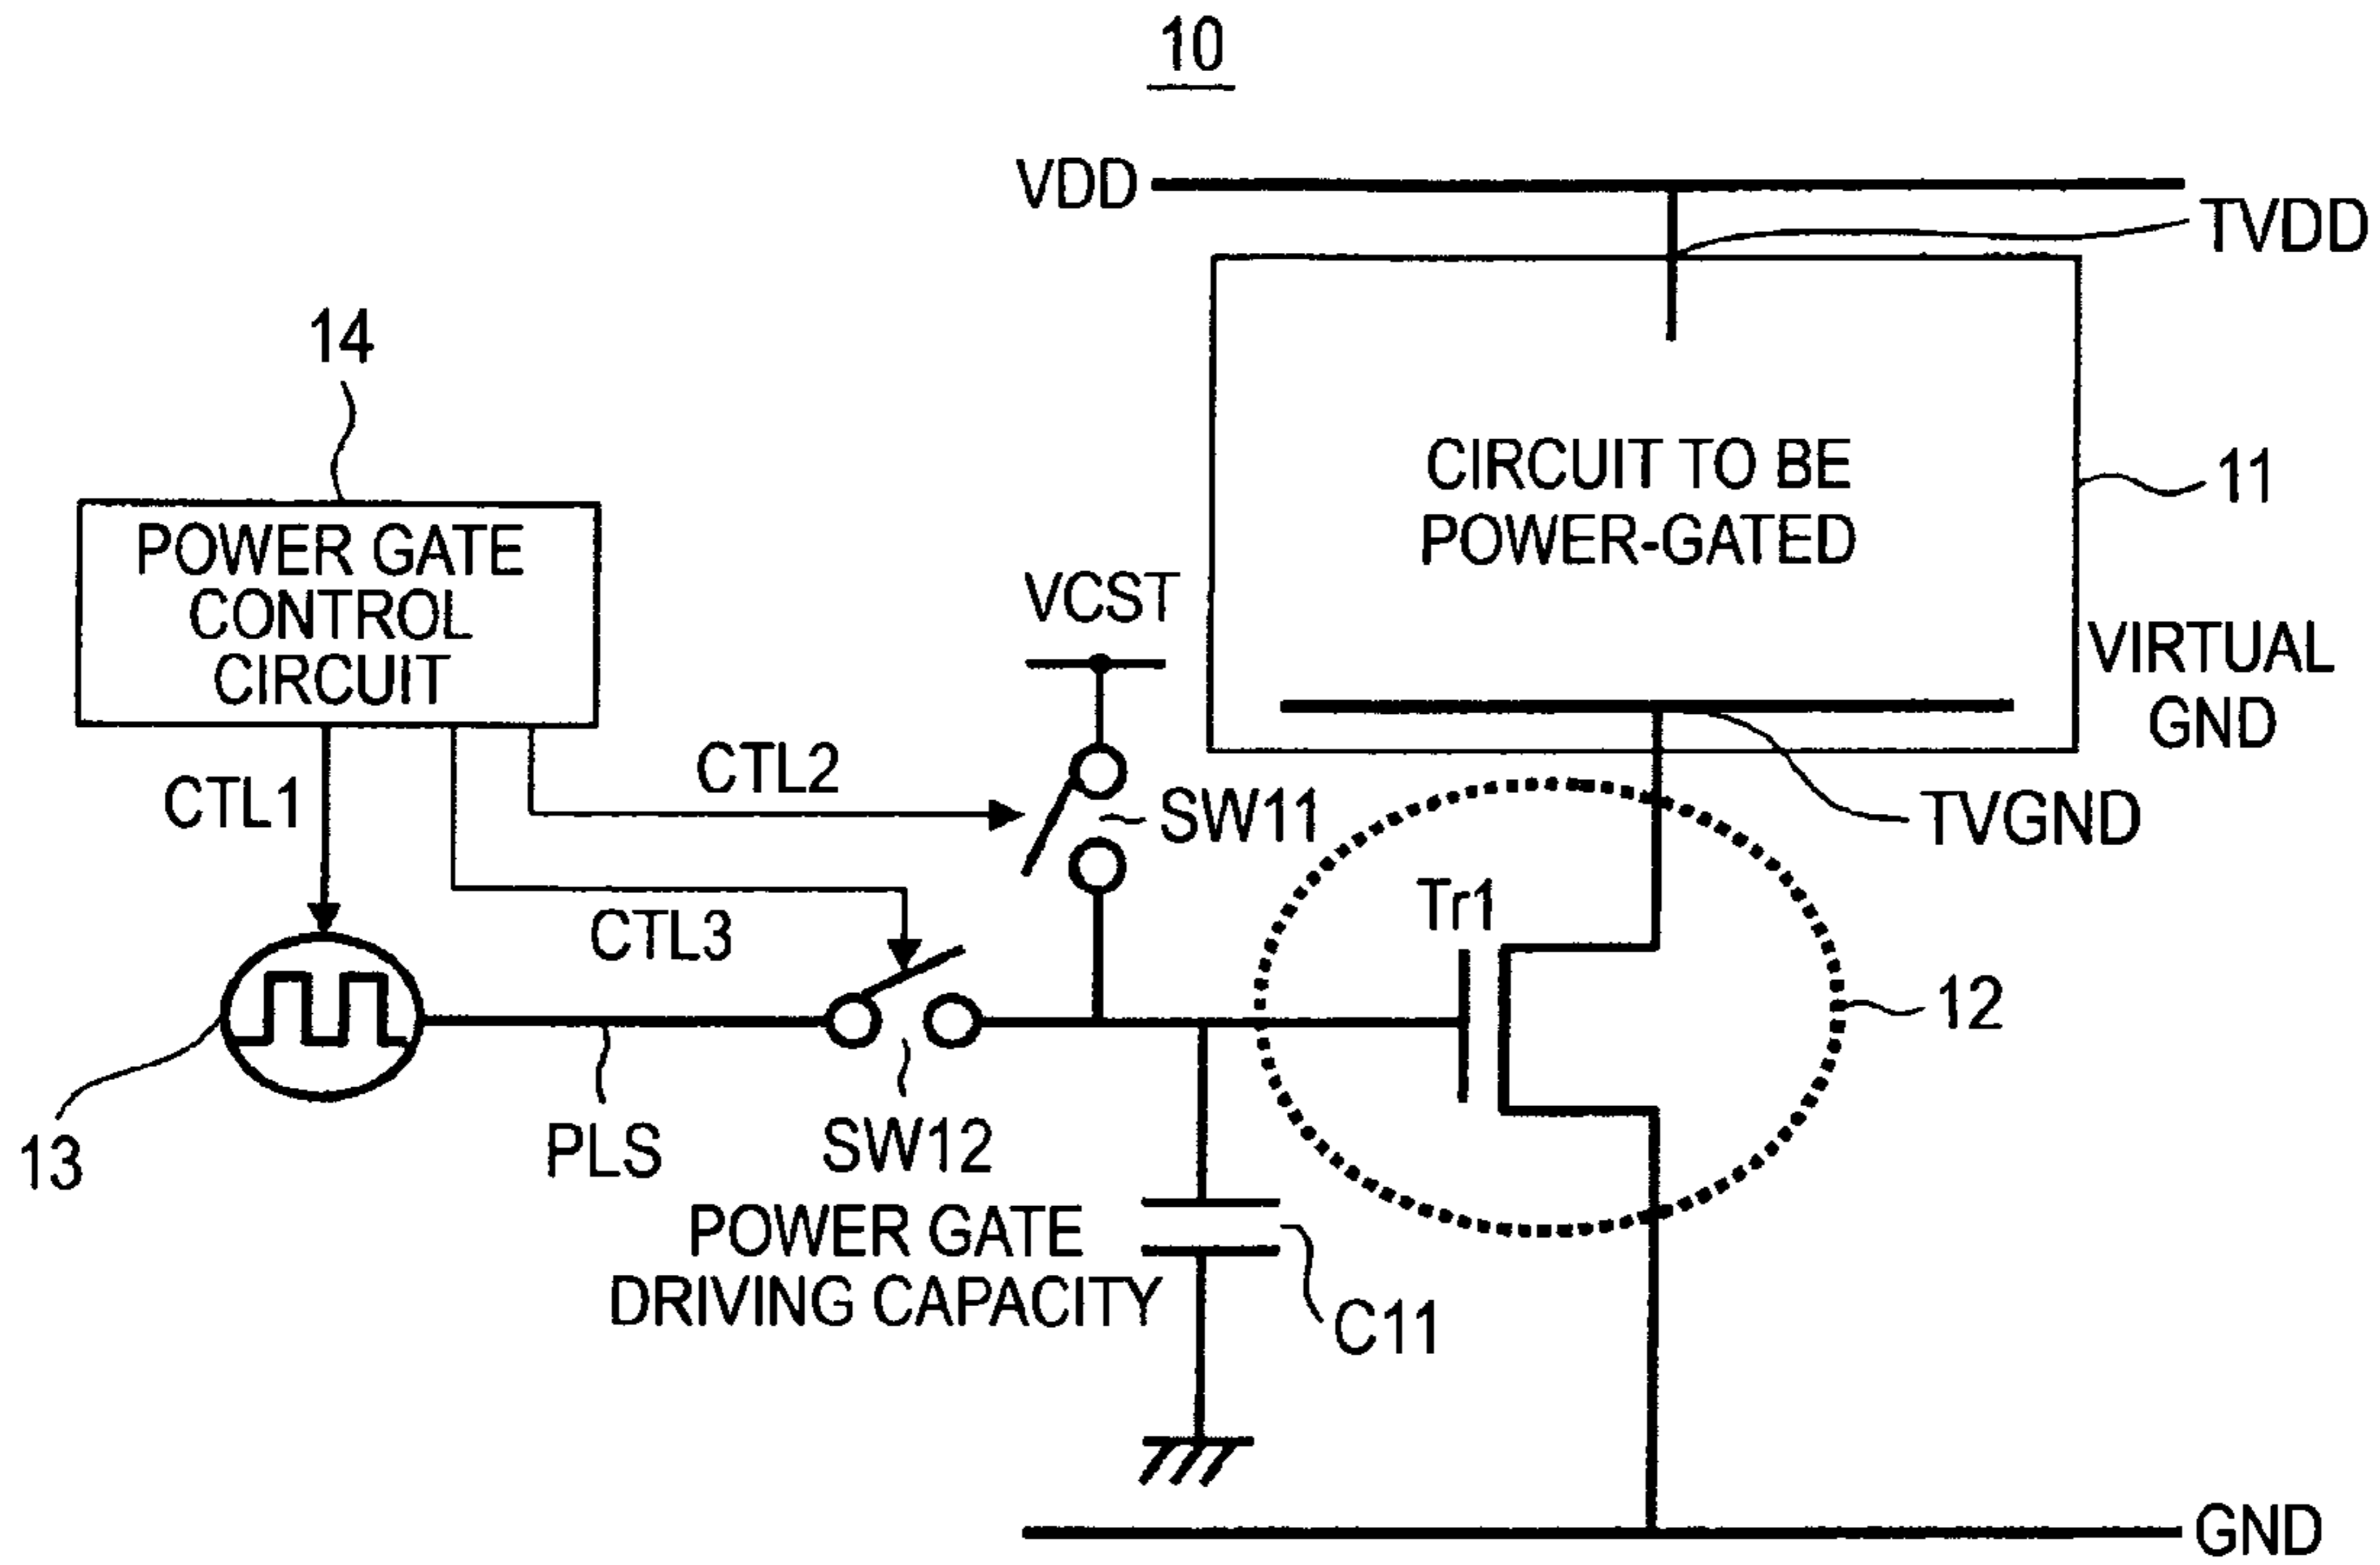 10
VDD
TVDD
14
CIRCUIT TO BE
POWER-GATED
11
POWER GATE
CONTROL
CIRCUIT
VCST
VIRTUAL
GND
CTL1
CTL2
SW11
TVGND
Tr1
CTL3
12
13
PLS
SW12
POWER GATE
DRIVING CAPACITY
C11
GND